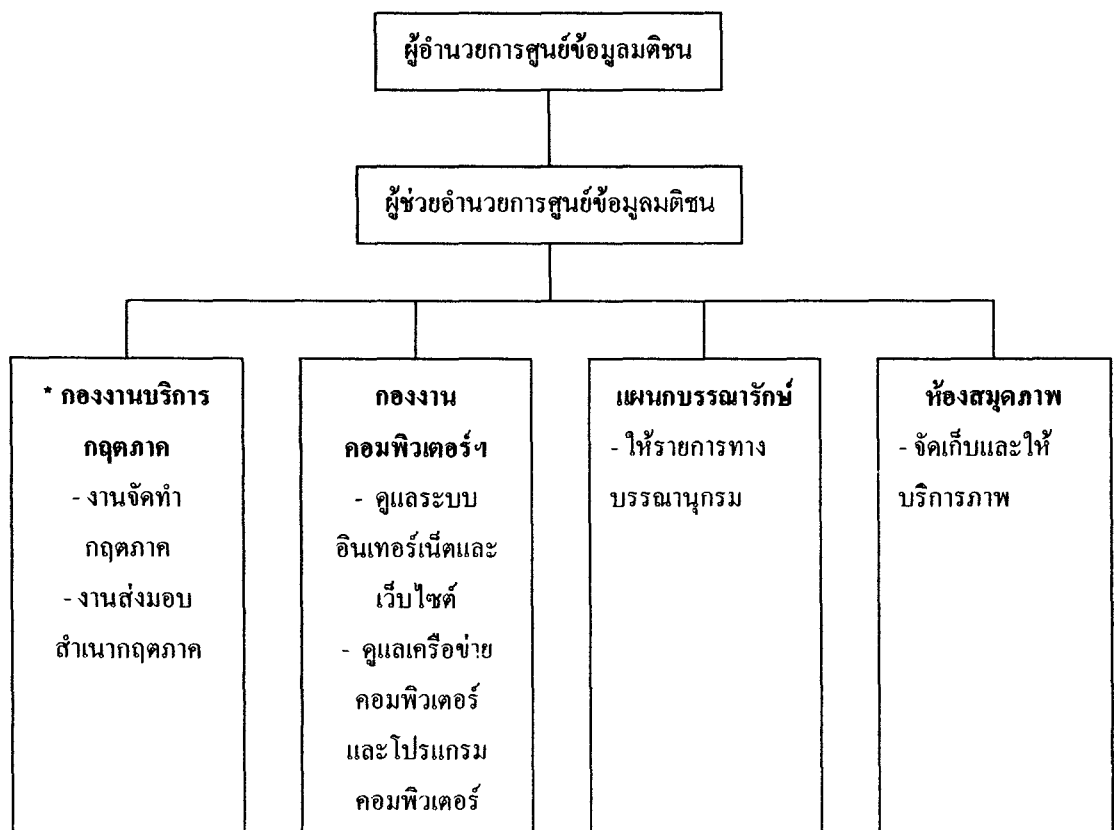 ผู้อำนวยการศูนย์ข้อมูลมติชน
ผู้ช่วยอำนวยการศูนย์ข้อมูลมติชน
* กองงานบริการ
กฤตภาค
- งานจัดทำ
กฤตภาค
- งานส่งมอบ
สำเนากฤตภาค
กองงาน
คอมพิวเตอร์ฯ
- ดูแลระบบ
อินเทอร์เน็ตและ
เว็บไซต์
- ดูแลเครือข่าย
คอมพิวเตอร์
และโปรแกรม
คอมพิวเตอร์
แผนกบรรณารักษ์
- ให้รายการทาง
บรรณานุกรม
ห้องสมุดภาพ
- จัดเก็บและให้
บริการภาพ